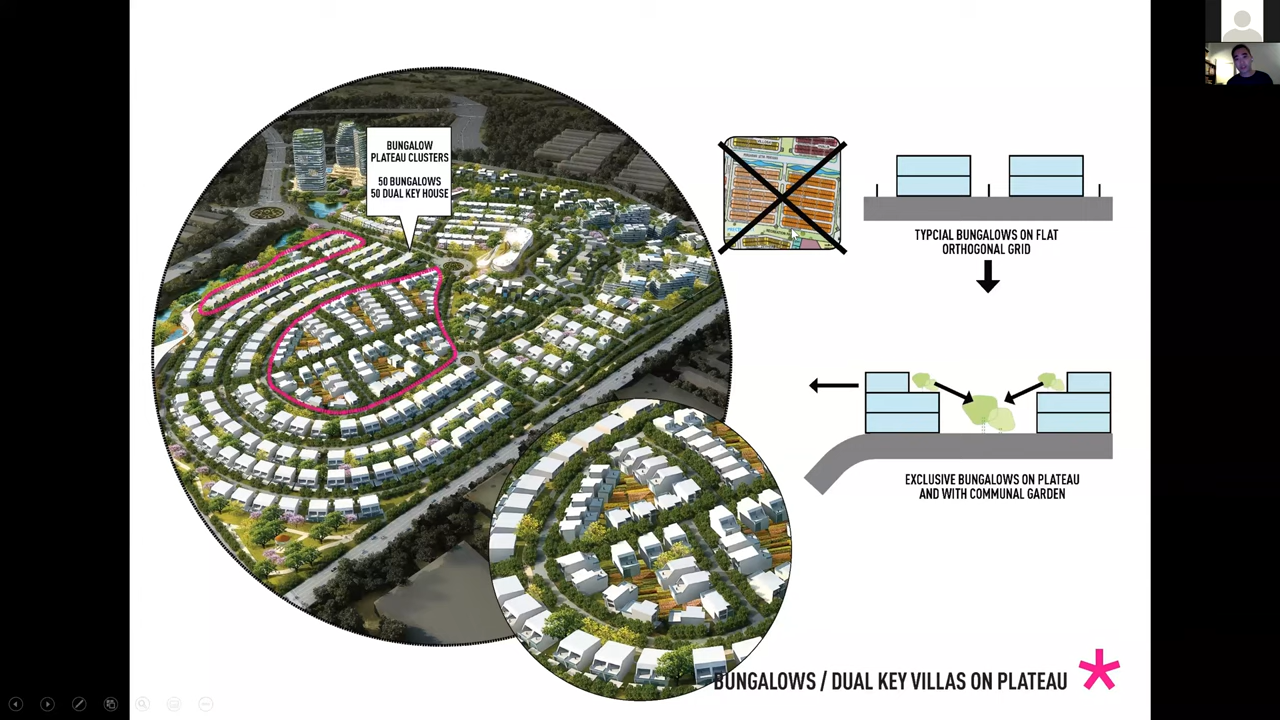 BUNGALOW
PLATEAU CLUSTERS
50 BUNGALOWS
50 DUAL KEY HOUSE
TYPCIAL BUNGALOWS ON FLAT
ORTHOGONAL GRID
EXCLUSIVE BUNGALOWS ON PLATEAU
AND WITH COMMUNAL GARDEN
BUNGALOWS / DUAL KEY VILLAS ON PLATEAU